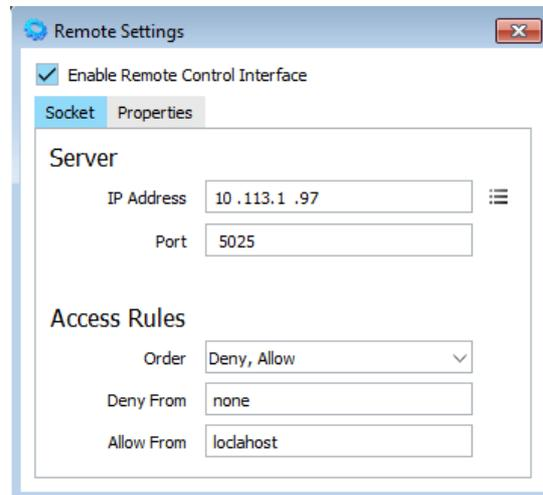 Remote Settings
Enable Remote Control Interface
Socket Properties
Server
IP Address 10 .113.1 .97
Port 5025
Access Rules
Order Deny, Allow
Deny From none
Allow From loclahost